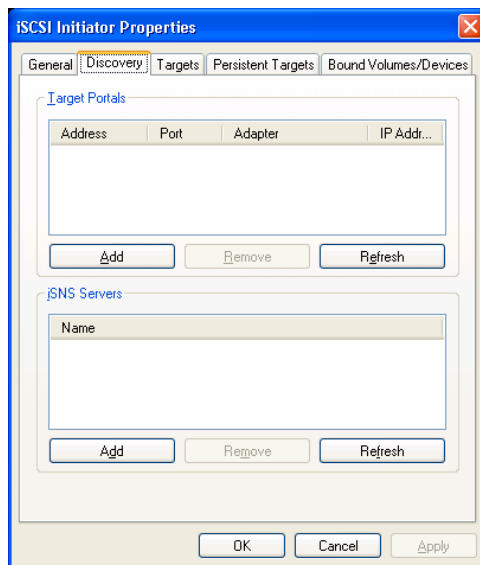 iSCSI Initiator Properties
General Discovery Targets Persistent Targets Bound Volumes/Devices
Target Portals
Address Port Adapter IP Addr...
Add Remove Refresh
iSNS Servers
Name
Add Remove Refresh
OK Cancel Apply